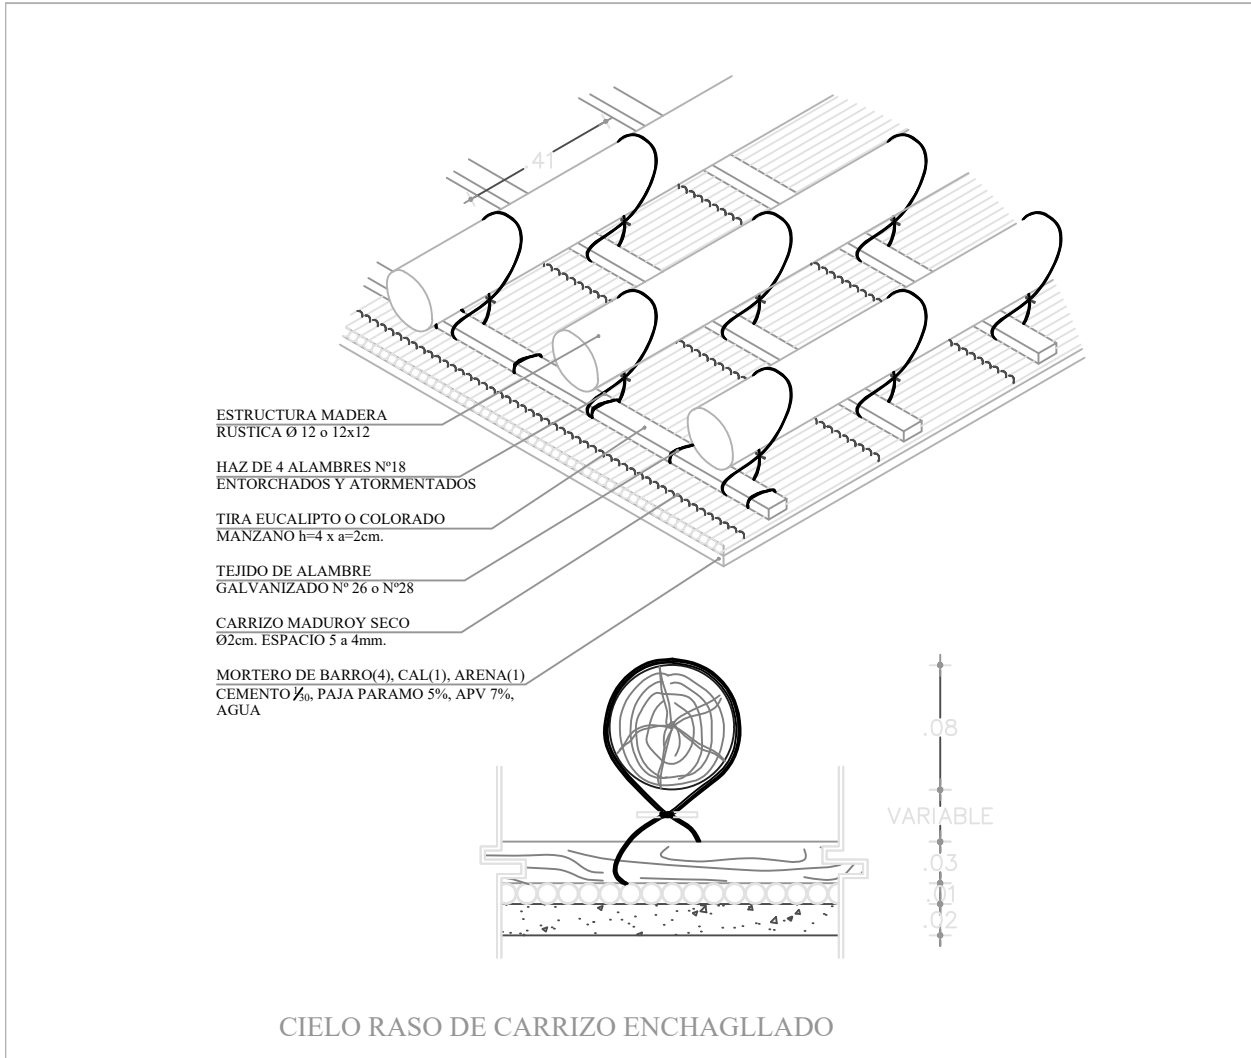 .41
ESTRUCTURA MADERA
RUSTICA Ø 12 o 12x12
HAZ DE 4 ALAMBRES Nº18
ENTORCHADOS Y ATORMENTADOS
TIRA EUCALIPTO O COLORADO
MANZANO h=4 x a=2cm.
TEJIDO DE ALAMBRE
GALVANIZADO Nº 26 o Nº28
CARRIZO MADUROY SECO
Ø2cm. ESPACIO 5 a 4mm.
MORTERO DE BARRO(4), CAL(1), ARENA(1)
CEMENTO 1/30, PAJA PARAMO 5%, APV 7%,
AGUA
.08
VARIABLE
.03
.01
.02
CIELO RASO DE CARRIZO ENCHAGLLADO